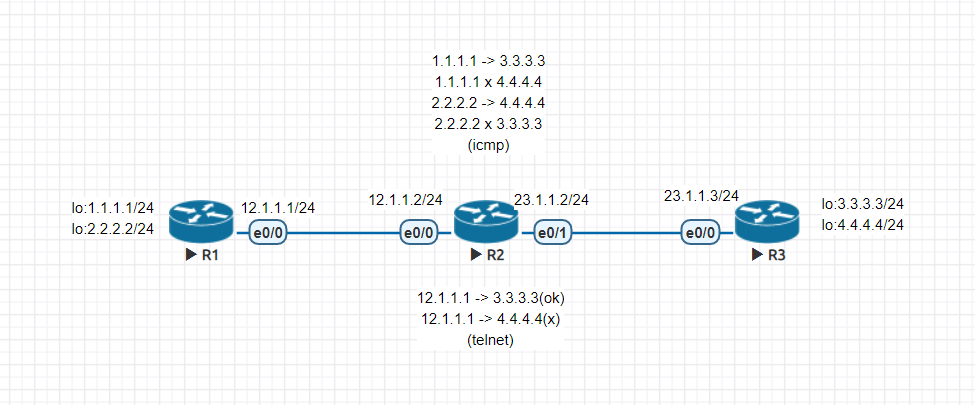 1.1.1.1 -> 3.3.3.3
1.1.1.1 x 4.4.4.4
2.2.2.2 -> 4.4.4.4
2.2.2.2 x 3.3.3.3
(icmp)
lo:1.1.1.1/24
lo:2.2.2.2/24
12.1.1.1/24
e0/0
R1
12.1.1.2/24
e0/0
23.1.1.2/24
e0/1
R2
23.1.1.3/24
e0/0
R3
lo:3.3.3.3/24
lo:4.4.4.4/24
12.1.1.1 -> 3.3.3.3(ok)
12.1.1.1 -> 4.4.4.4(x)
(telnet)